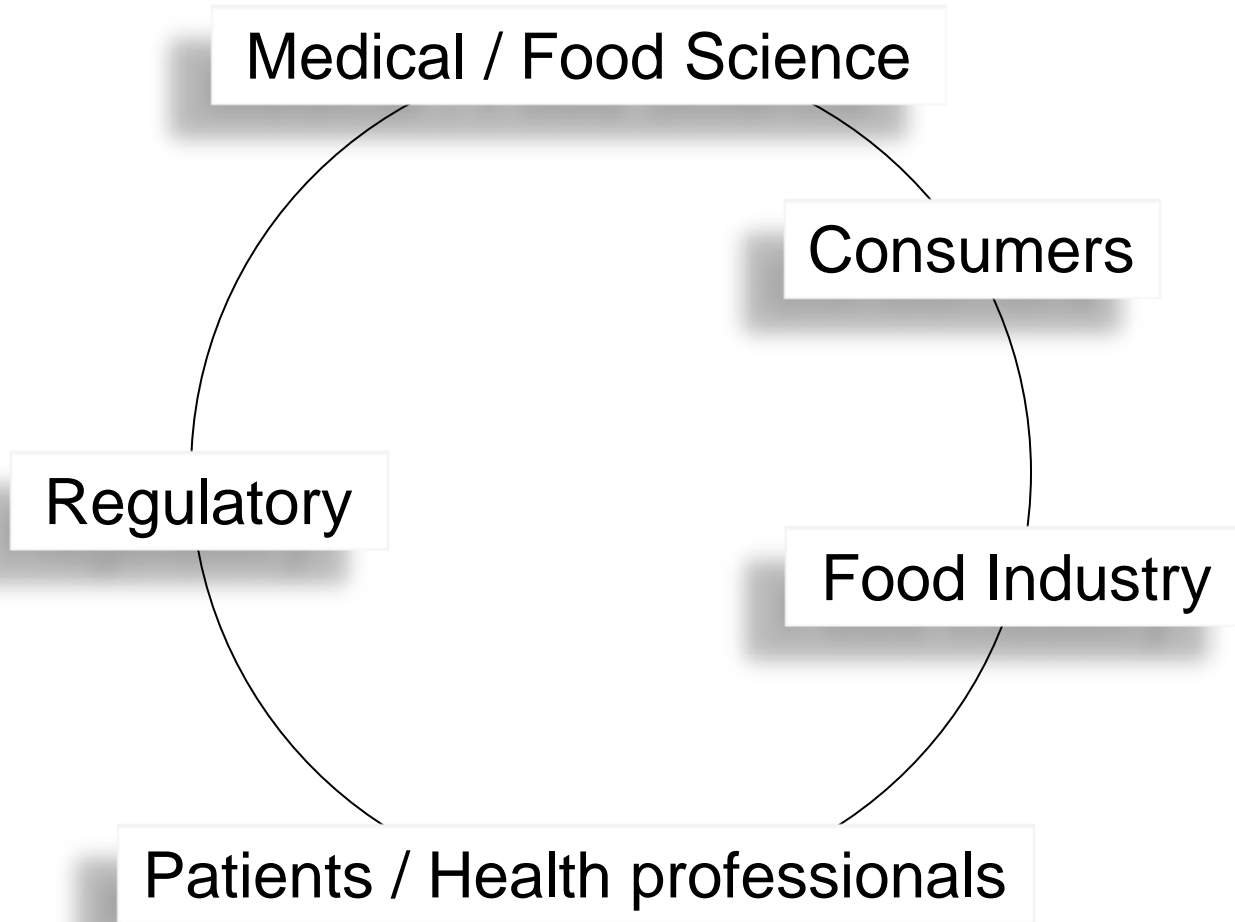 Medical / Food Science
Consumers
Regulatory
Food Industry
Patients / Health professionals